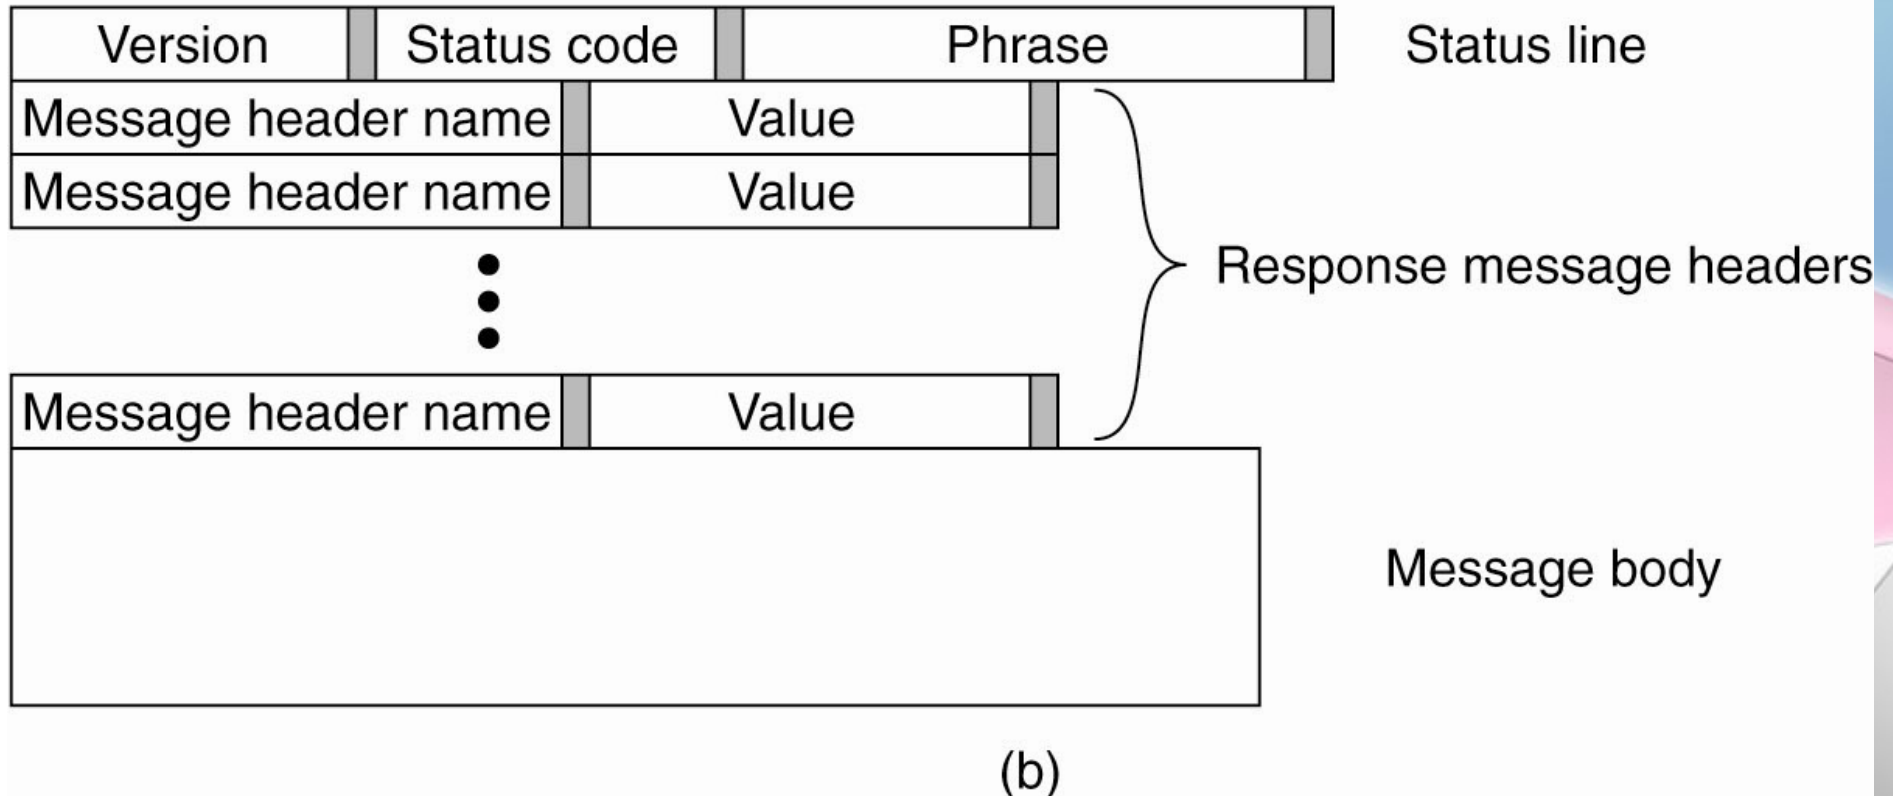 Version Status code Phrase Status line
Message header name Value
Message header name Value
Response message headers
Message header name Value
Message body
(b)